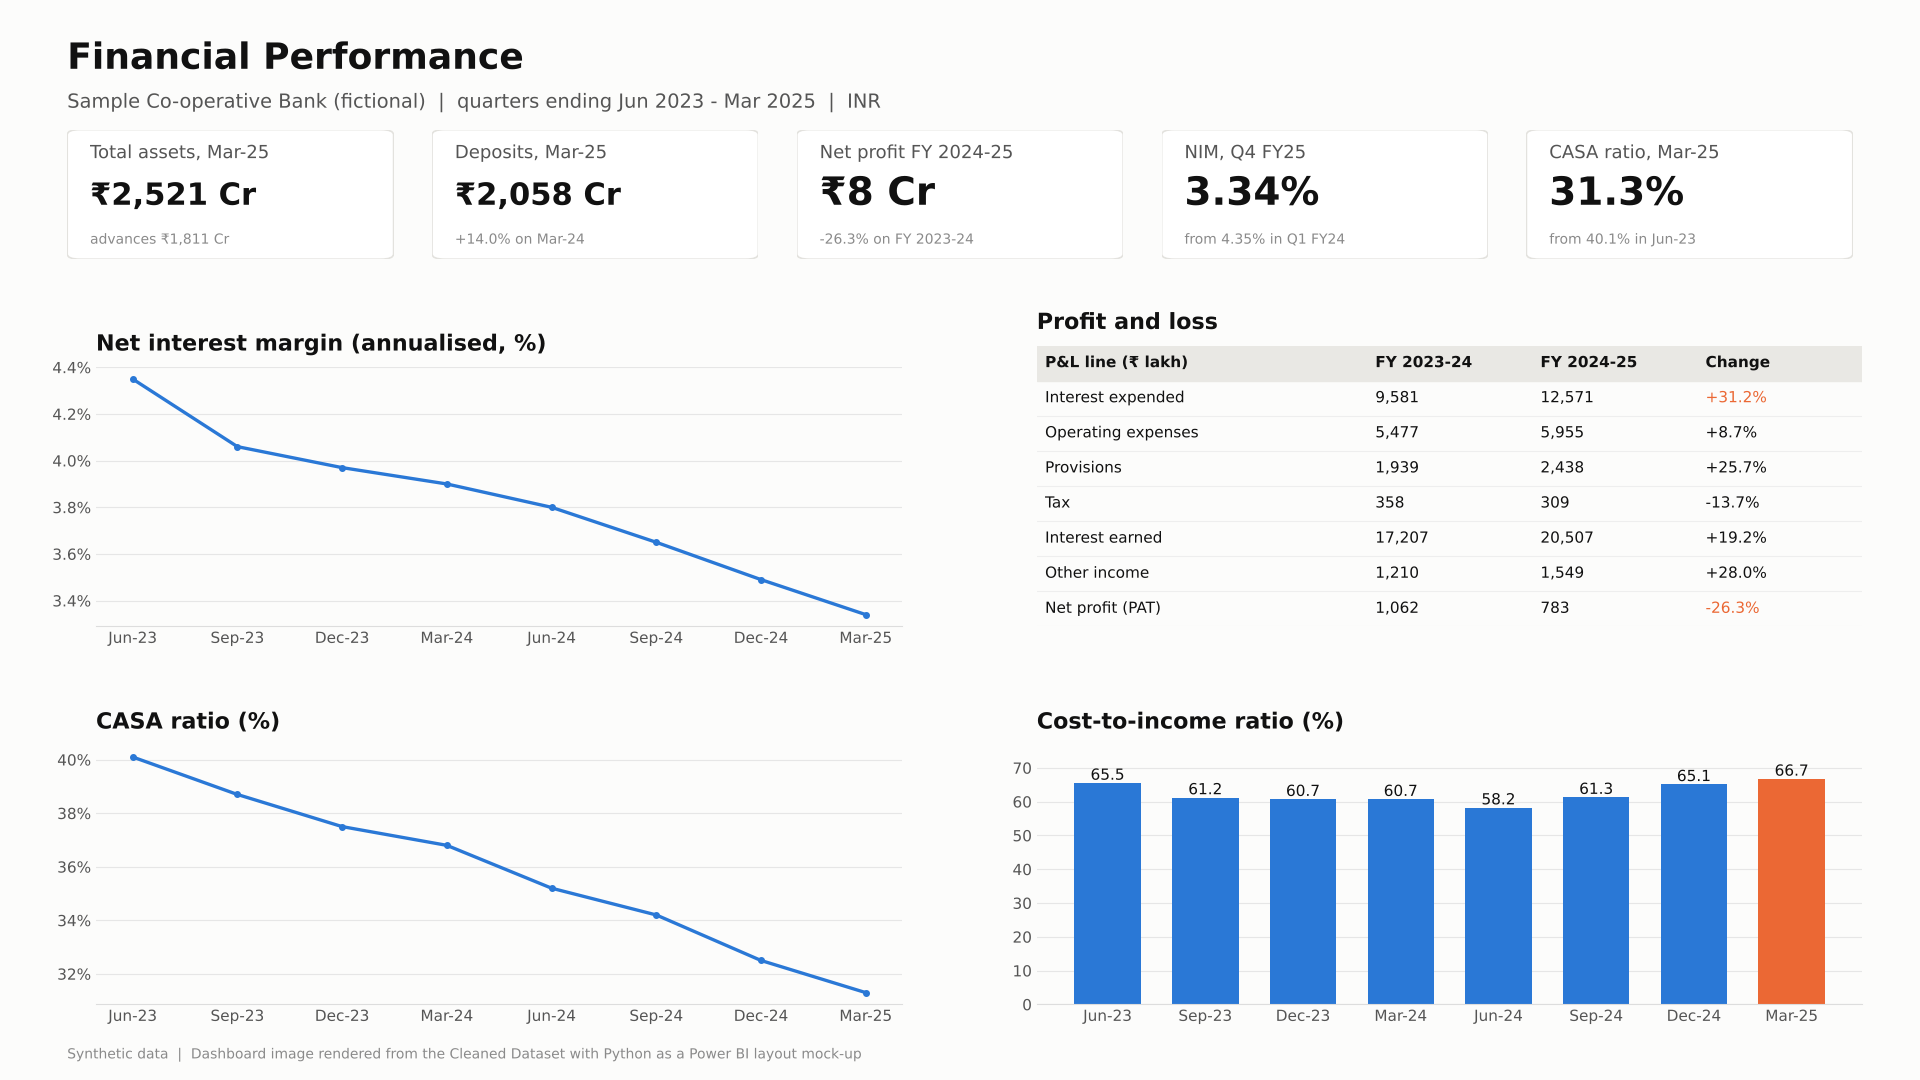 Financial Performance
Sample Co-operative Bank (fictional)  |  quarters ending Jun 2023 - Mar 2025  |  INR
Total assets, Mar-25
₹2,521 Cr
advances ₹1,811 Cr
Deposits, Mar-25
₹2,058 Cr
+14.0% on Mar-24
Net profit FY 2024-25
₹8 Cr
-26.3% on FY 2023-24
NIM, Q4 FY25
3.34%
from 4.35% in Q1 FY24
CASA ratio, Mar-25
31.3%
from 40.1% in Jun-23
Net interest margin (annualised, %)
4.4%
4.2%
4.0%
3.8%
3.6%
3.4%
Jun-23 Sep-23 Dec-23 Mar-24 Jun-24 Sep-24 Dec-24 Mar-25
Profit and loss
P&L line (₹ lakh) FY 2023-24 FY 2024-25 Change
Interest expended 9,581 12,571 +31.2%
Operating expenses 5,477 5,955 +8.7%
Provisions 1,939 2,438 +25.7%
Tax 358 309 -13.7%
Interest earned 17,207 20,507 +19.2%
Other income 1,210 1,549 +28.0%
Net profit (PAT) 1,062 783 -26.3%
CASA ratio (%)
40%
38%
36%
34%
32%
Jun-23 Sep-23 Dec-23 Mar-24 Jun-24 Sep-24 Dec-24 Mar-25
Cost-to-income ratio (%)
70
60
50
40
30
20
10
0
65.5 61.2 60.7 60.7 58.2 61.3 65.1 66.7
Jun-23 Sep-23 Dec-23 Mar-24 Jun-24 Sep-24 Dec-24 Mar-25
Synthetic data  |  Dashboard image rendered from the Cleaned Dataset with Python as a Power BI layout mock-up